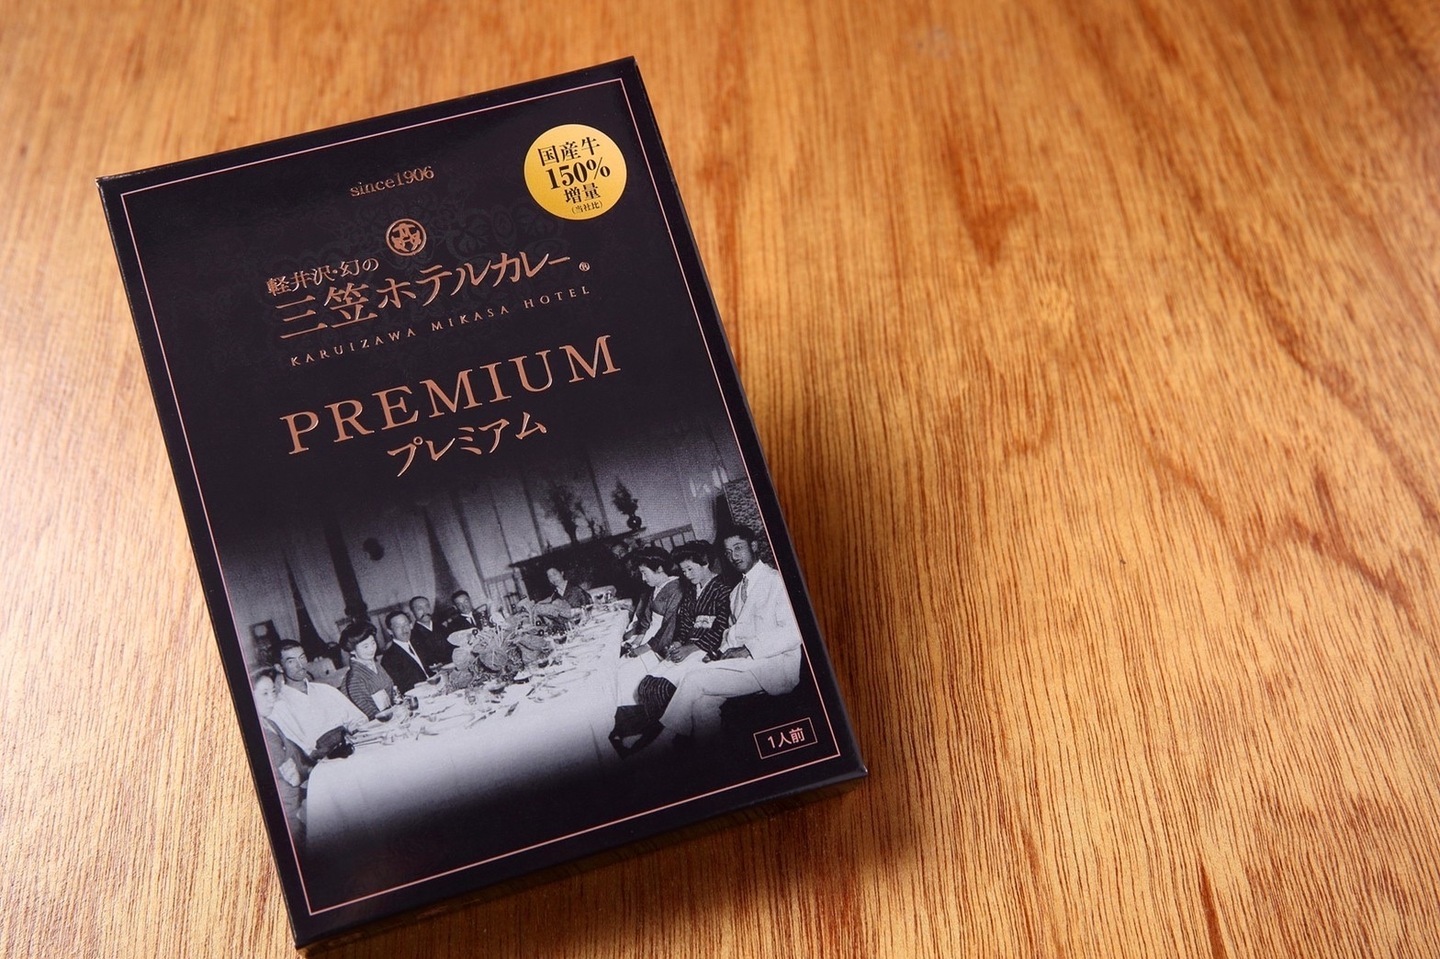 since1906
国産牛
150%
増量
(当社比)
軽井沢・幻の
三笠ホテルカレー®
KARUIZAWA MIKASA HOTEL
PREMIUM
プレミアム
1人前